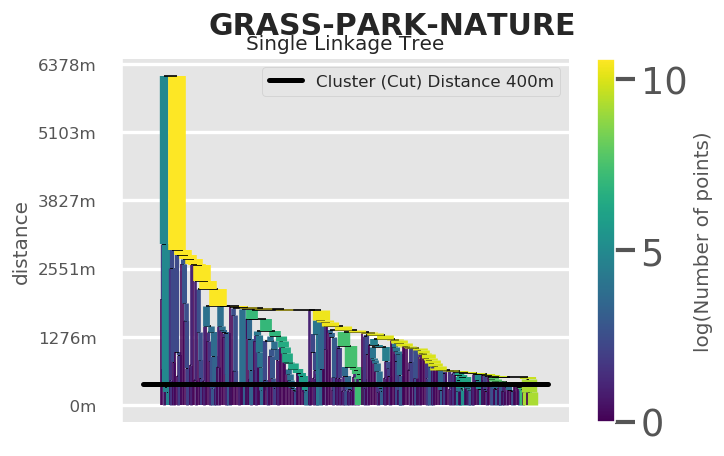 GRASS-PARK-NATURE
Single Linkage Tree
Cluster (Cut) Distance 400m
distance
6378m
5103m
3827m
2551m
1276m
0m
10
5
0
log(Number of points)